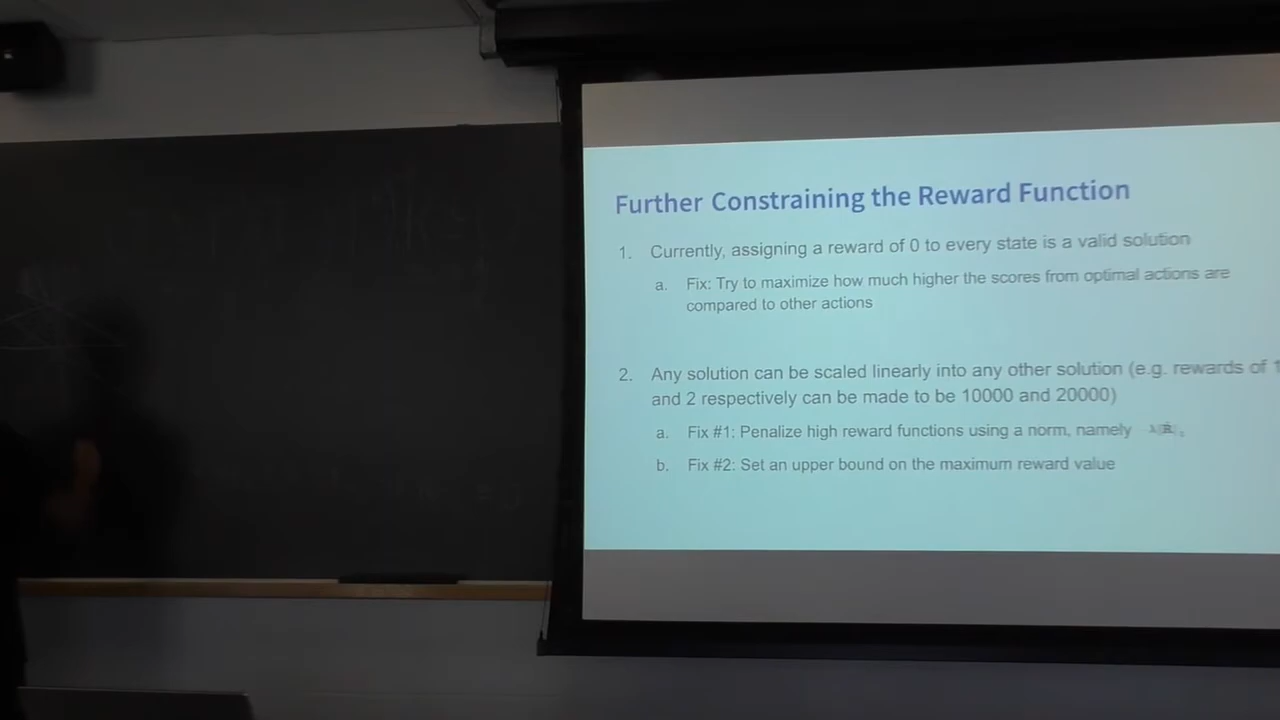 Further Constraining the Reward Function
1. Currently, assigning a reward of 0 to every state is a valid solution
a. Fix: Try to maximize how much higher the scores from optimal actions are
compared to other actions
2. Any solution can be scaled linearly into any other solution (e.g. rewards of 1
and 2 respectively can be made to be 10000 and 20000)
a. Fix #1: Penalize high reward functions using a norm, namely
b. Fix #2: Set an upper bound on the maximum reward value